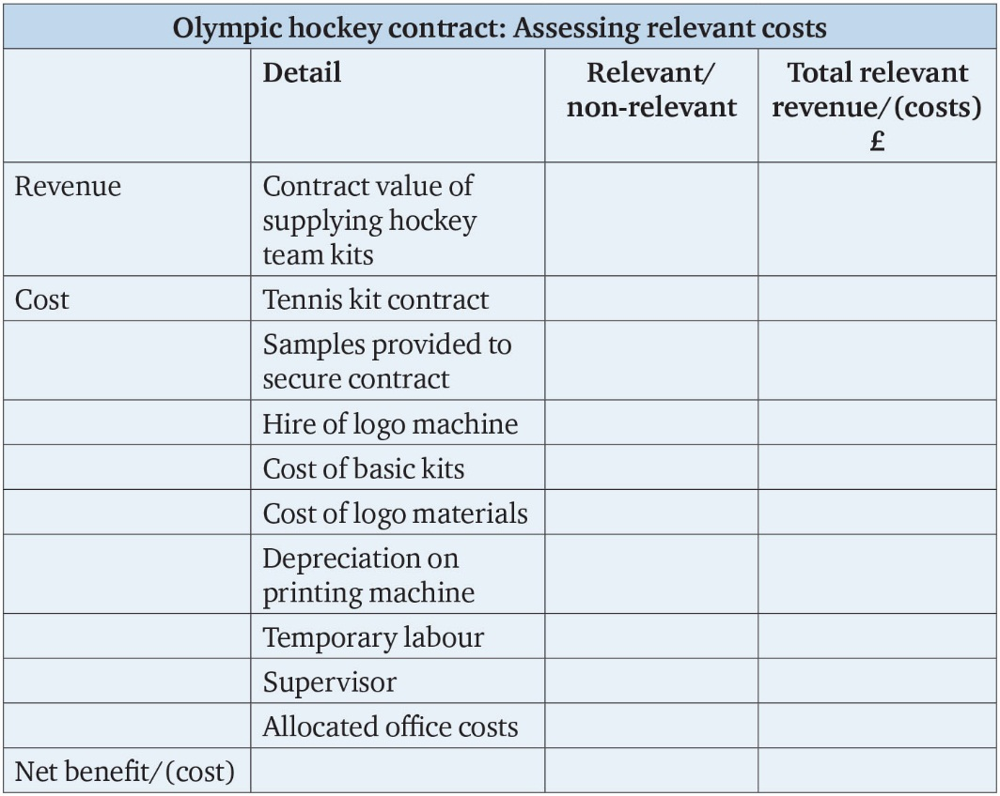 Olympic hockey contract: Assessing relevant costs
Detail
Relevant/
non-relevant
Total relevant
revenue/(costs)
£
Revenue
Contract value of
supplying hockey
team kits
Cost
Tennis kit contract
Samples provided to
secure contract
Hire of logo machine
Cost of basic kits
Cost of logo materials
Depreciation on
printing machine
Temporary labour
Supervisor
Allocated office costs
Net benefit/(cost)